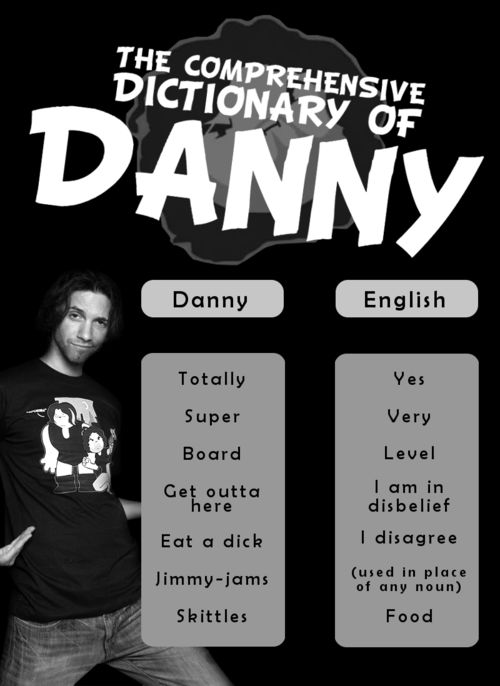 THE COMPREHENSIVE
DICTIONARY OF
DANNY
Danny English
Totally Yes
Super Very
Board Level
Get outta
here
I am in
disbelief
Eat a dick I disagree
Jimmy-jams
(used in place
of any noun)
Skittles Food